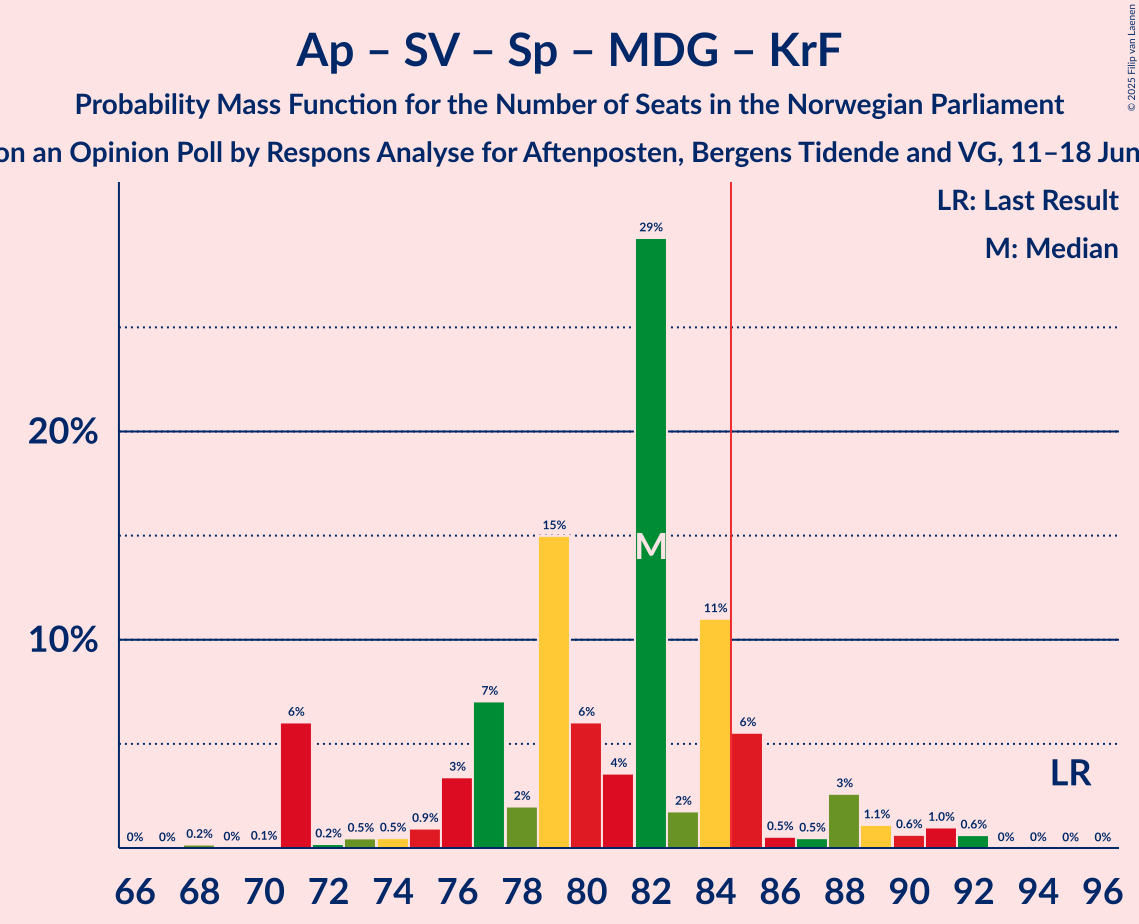 © 2025 Filip van Laenen
Ap – SV – Sp – MDG – KrF
Probability Mass Function for the Number of Seats in the Norwegian Parliament
on an Opinion Poll by Respons Analyse for Aftenposten, Bergens Tidende and VG, 11–18 Jun
LR: Last Result
M: Median
29%
20%
15%
M
11%
10%
7%
6% 6% 6%
3% 2% 4% 2% 3%
LR
0% 0% 0.2% 0% 0.1% 0.2% 0.5% 0.5% 0.9% 0.5% 0.5% 1.1% 0.6% 1.0% 0.6% 0% 0% 0% 0%
66 68 70 72 74 76 78 80 82 84 86 88 90 92 94 96